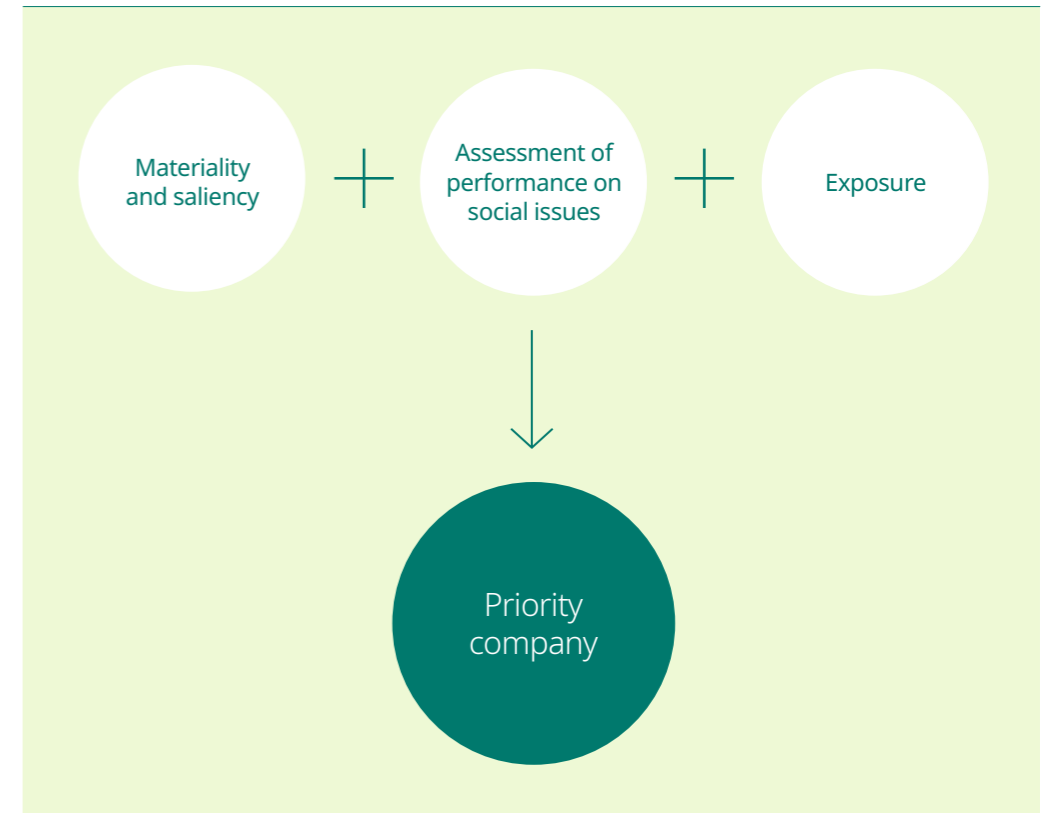 Materiality
and saliency
Assessment of
performance on
social issues
Exposure
Priority
company